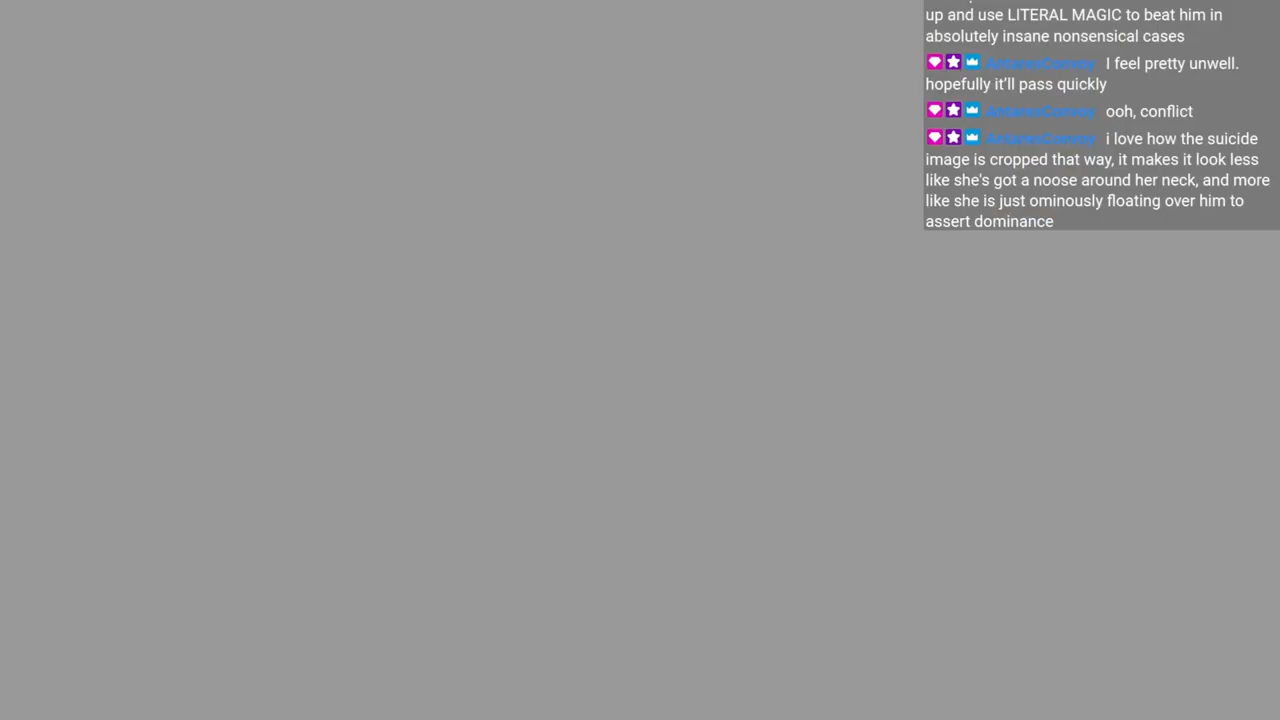 up and use LITERAL MAGIC to beat him in
absolutely insane nonsensical cases
I feel pretty unwell.
hopefully it'll pass quickly
ooh, conflict
i love how the suicide
image is cropped that way, it makes it look less
like she's got a noose around her neck, and more
like she is just ominously floating over him to
assert dominance